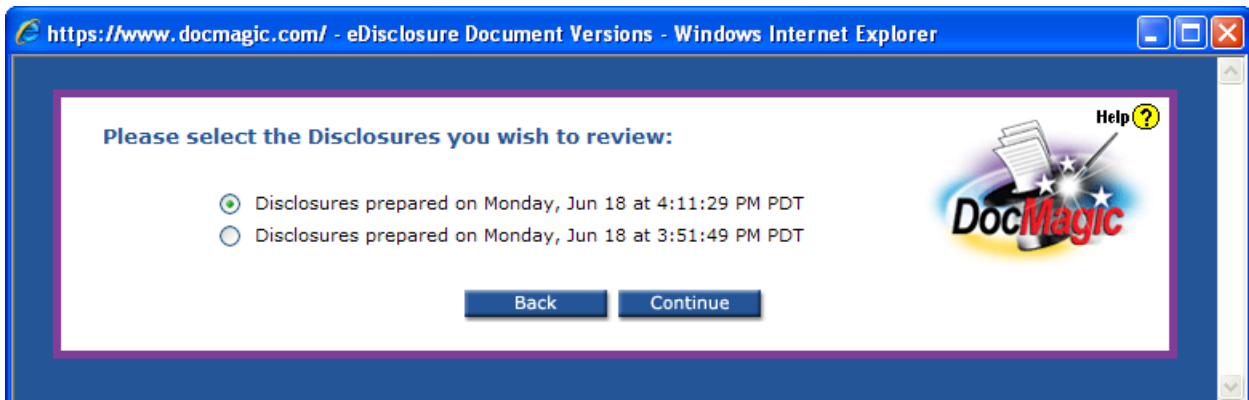 https://www.docmagic.com/ - eDisclosure Document Versions - Windows Internet Explorer
Help ?
Please select the Disclosures you wish to review:
Disclosures prepared on Monday, Jun 18 at 4:11:29 PM PDT
DocMagic
Disclosures prepared on Monday, Jun 18 at 3:51:49 PM PDT
Back
Continue